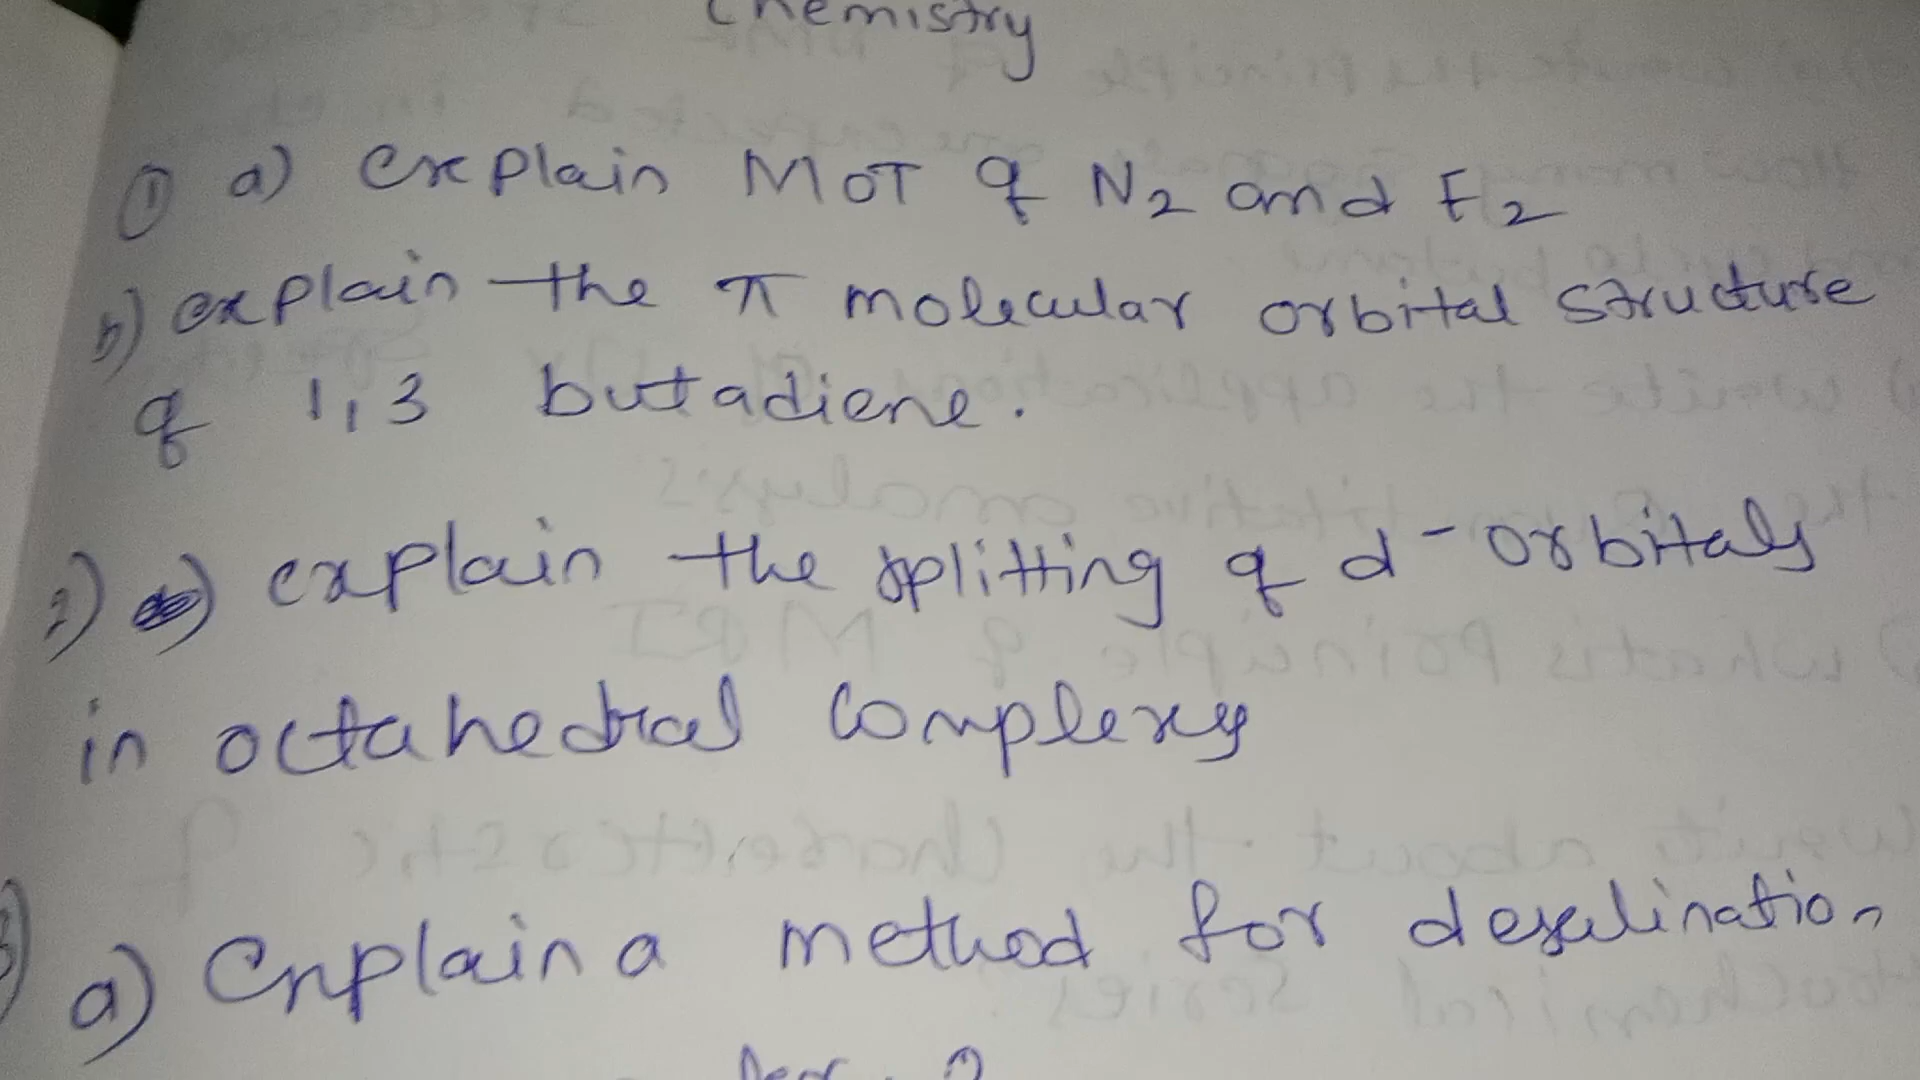 Chemistry
① a) explain MOT of N2 and F2
b) explain the π molecular orbital structure
of 1,3 butadiene.
2) explain the splitting of d-orbitals
in octahedral complexes
a) Explain a method for desalination